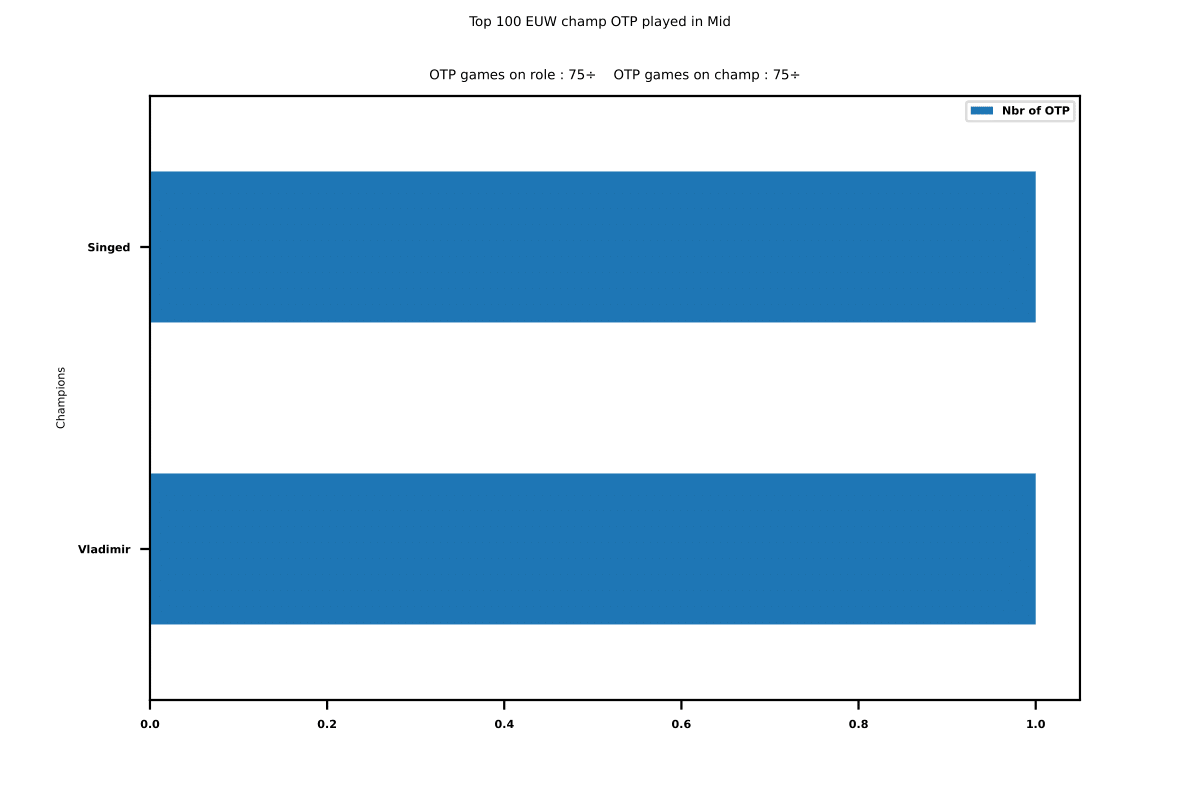 Top 100 EUW champ OTP played in Mid
OTP games on role : 75÷    OTP games on champ : 75÷
Nbr of OTP
Singed
Champions
Vladimir
0.0 0.2 0.4 0.6 0.8 1.0